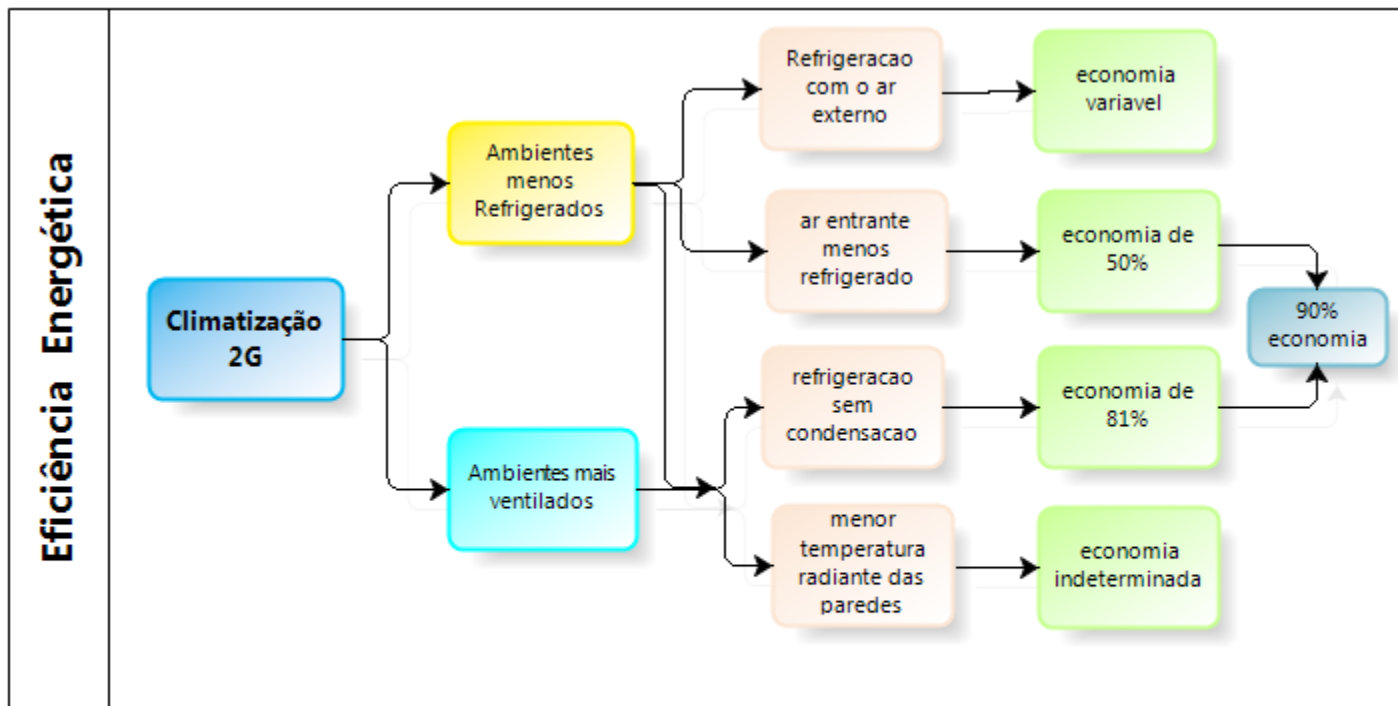 Eficiência Energética
Climatização
2G
Ambientes
menos
Refrigerados
Ambientes mais
ventilados
Refrigeracao
com o ar
externo
ar entrante
menos
refrigerado
refrigeracao
sem
condensacao
menor
temperatura
radiante das
paredes
economia
variavel
economia de
50%
economia de
81%
economia
indeterminada
90%
economia